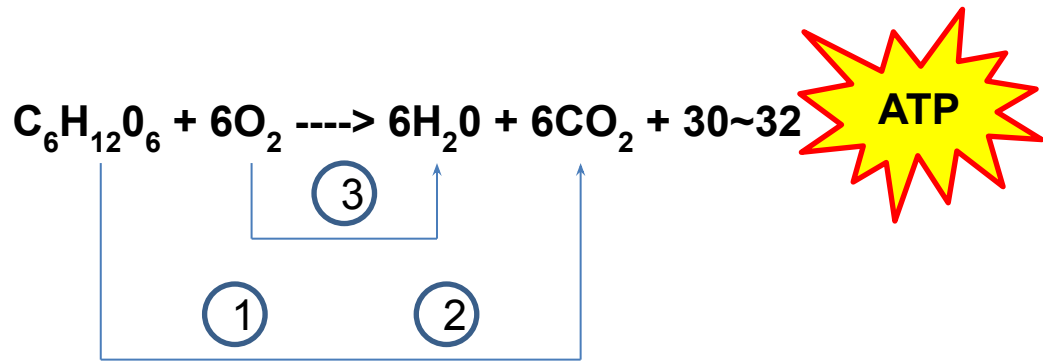 C₆H₁₂0₆ + 6O₂ ----> 6H₂0 + 6CO₂ + 30~32 ATP
3
1 2